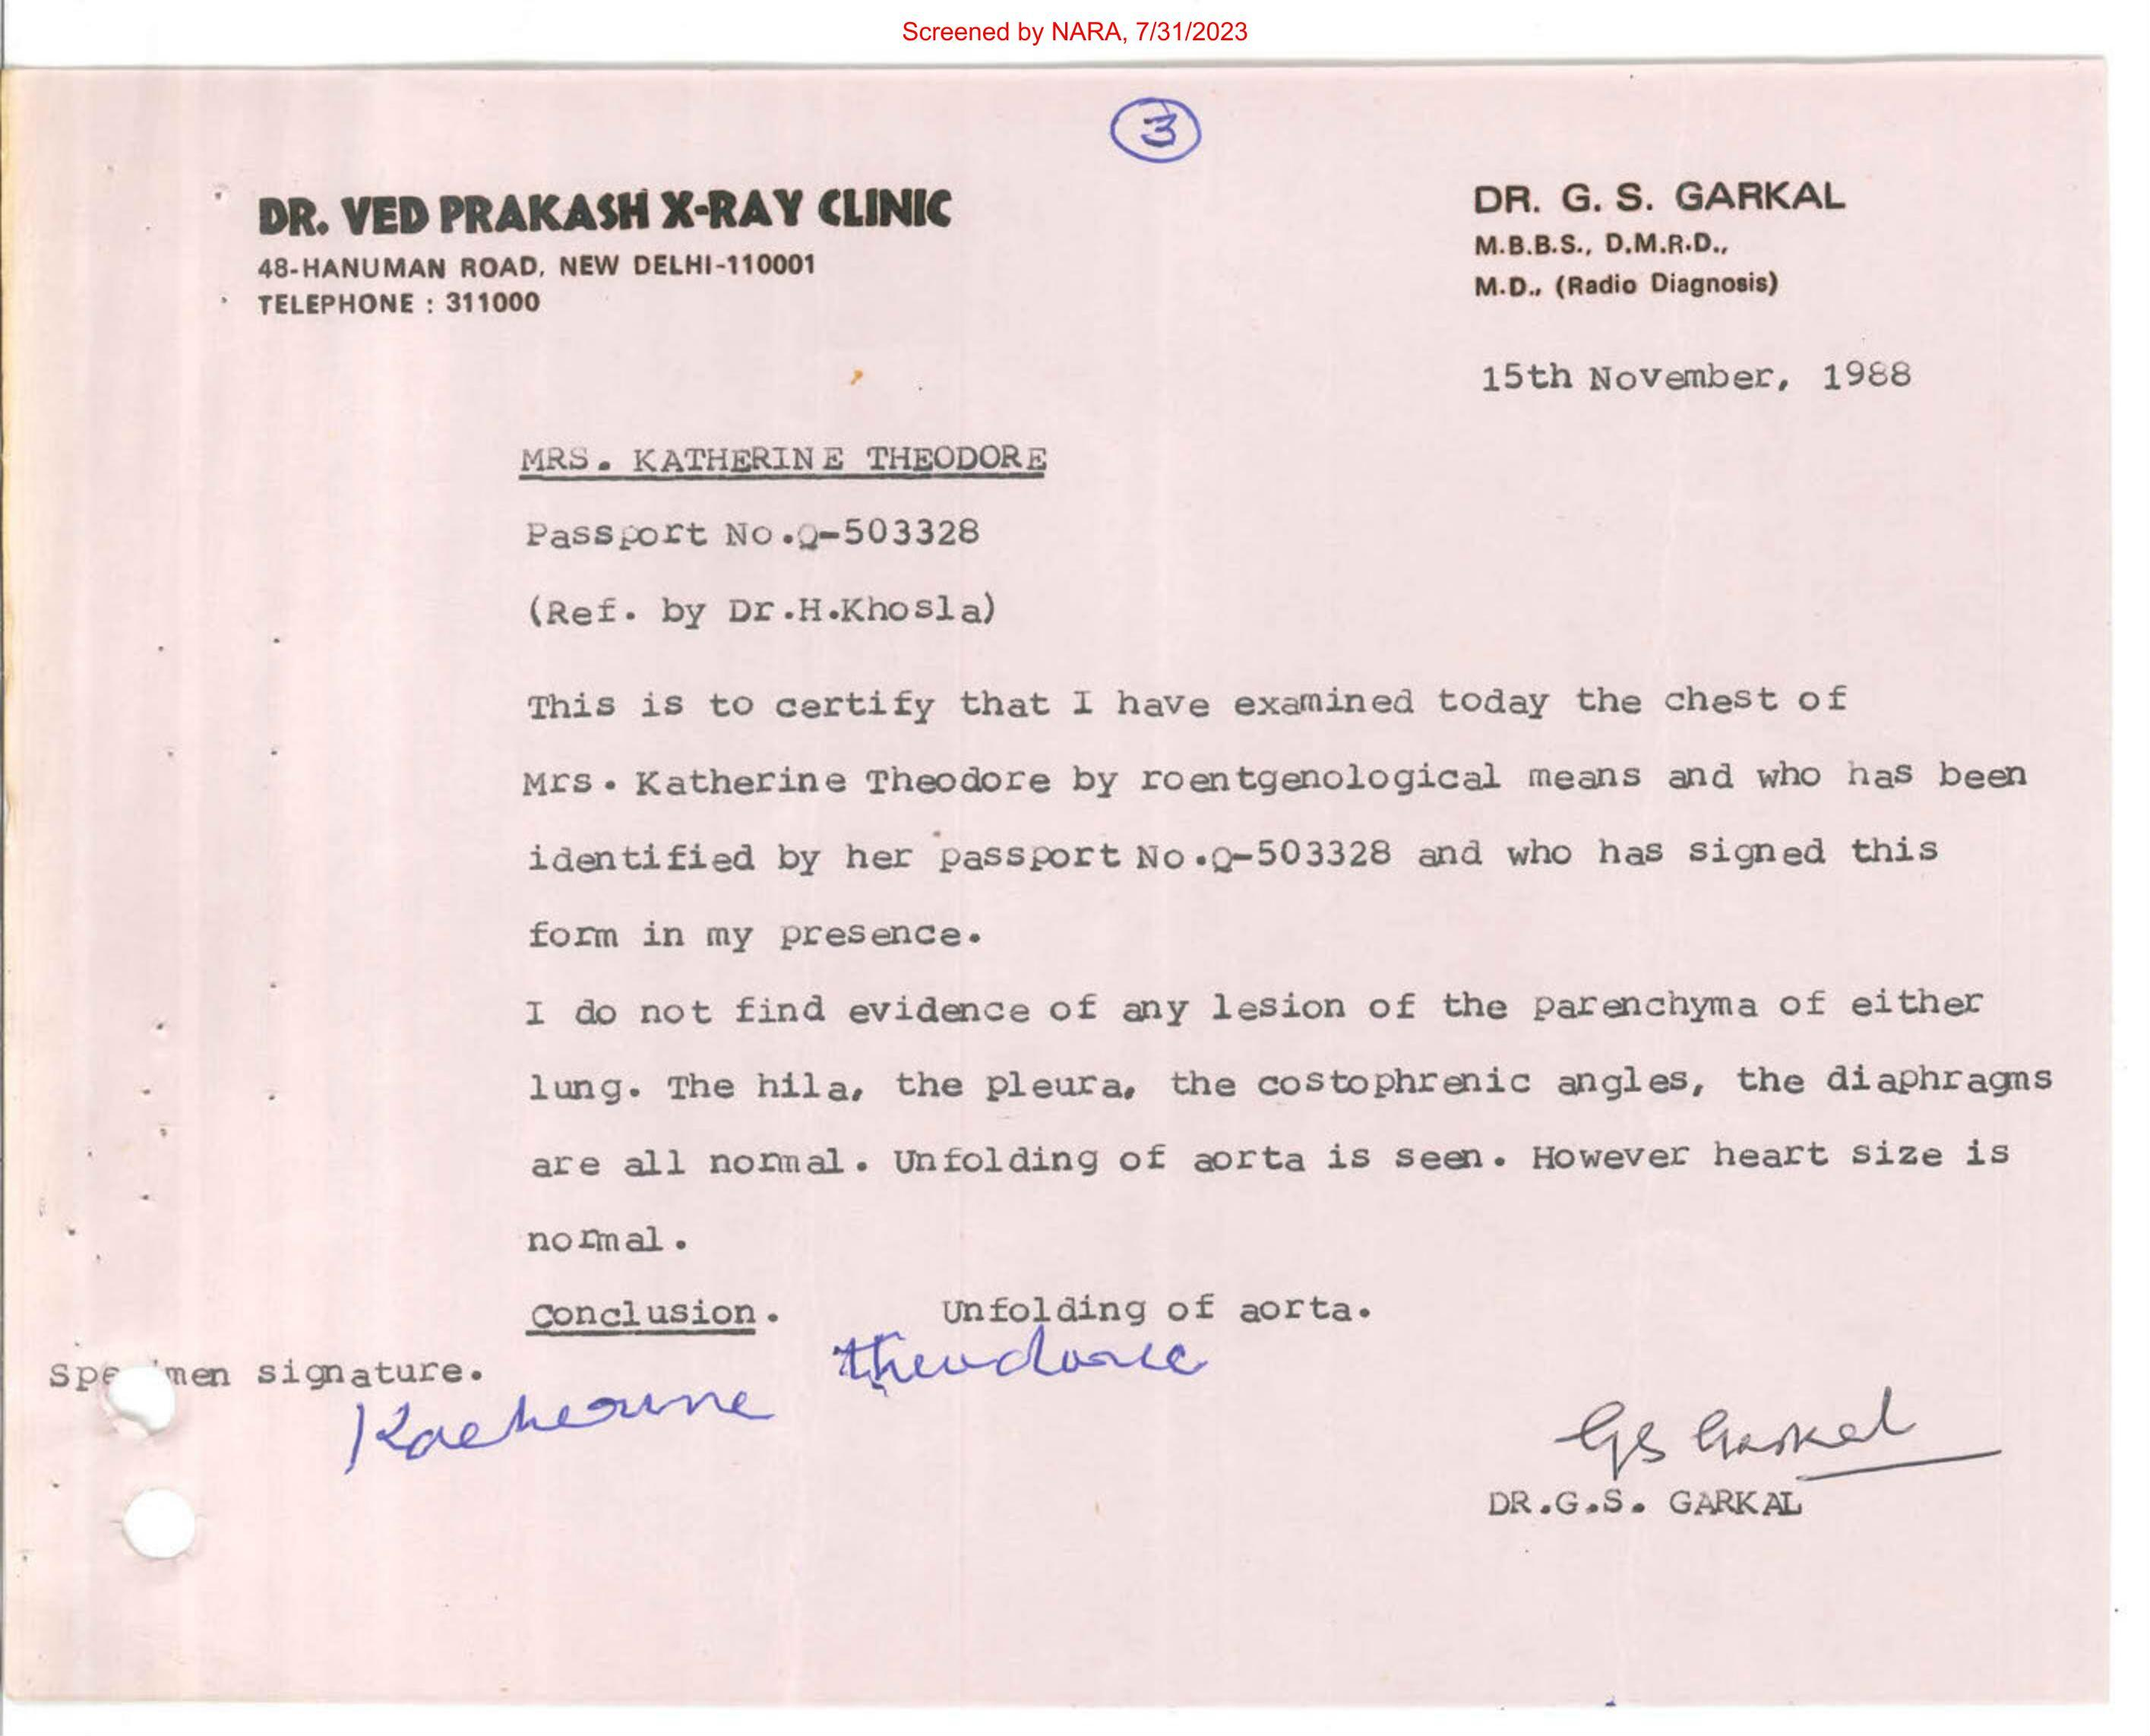 Screened by NARA, 7/31/2023
3
DR. VED PRAKASH X-RAY CLINIC
48-HANUMAN ROAD, NEW DELHI-110001
TELEPHONE : 311000
DR. G. S. GARKAL
M.B.B.S., D.M.R.D.,
M.D., (Radio Diagnosis)
15th November, 1988
MRS. KATHERINE THEODORE
Passport No.Q-503328
(Ref. by Dr.H.Khosla)
This is to certify that I have examined today the chest of
Mrs. Katherine Theodore by roentgenological means and who has been
identified by her passport No.Q-503328 and who has signed this
form in my presence.
I do not find evidence of any lesion of the parenchyma of either
lung. The hila, the pleura, the costophrenic angles, the diaphragms
are all normal. Unfolding of aorta is seen. However heart size is
normal.
Conclusion. Unfolding of aorta.
Spe men signature.
Katherine Theodore
GS Garkal
DR.G.S. GARKAL